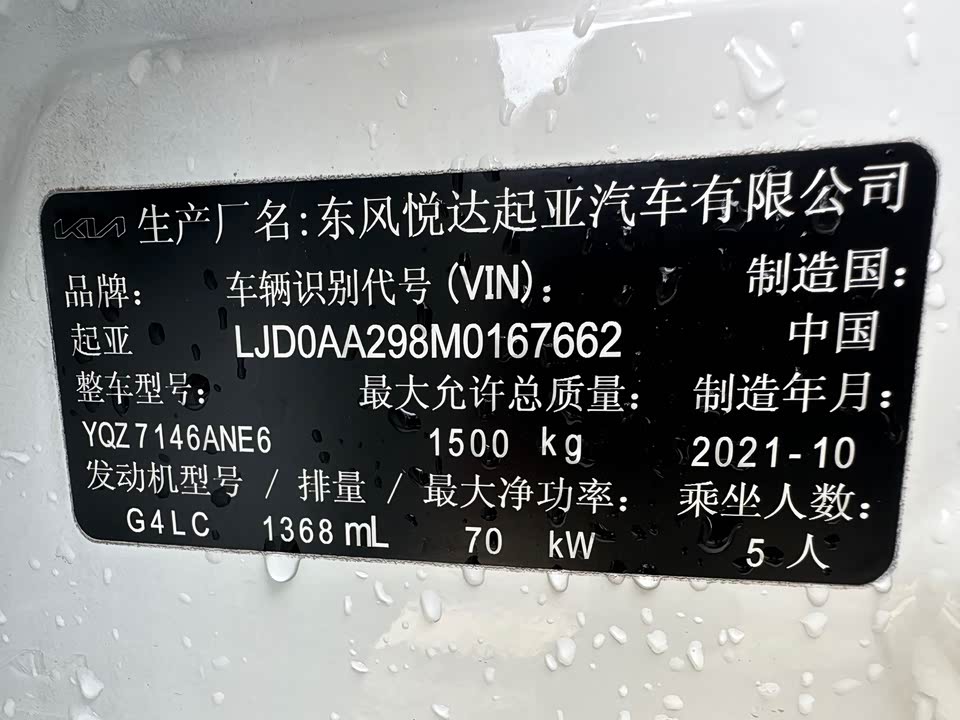 KIA 生产厂名:东风悦达起亚汽车有限公司
品牌: 车辆识别代号(VIN): 制造国:
起亚 LJD0AA298M0167662 中国
整车型号: 最大允许总质量: 制造年月:
YQZ7146ANE6 1500 kg 2021-10
发动机型号 / 排量 / 最大净功率: 乘坐人数:
G4LC 1368 mL 70 kW 5 人